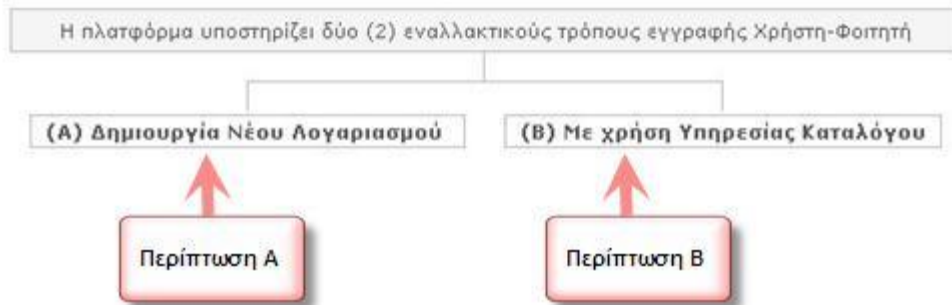 Η πλατφόρμα υποστηρίζει δύο (2) εναλλακτικούς τρόπους εγγραφής Χρήστη-Φοιτητή
(Α) Δημιουργία Νέου Λογαριασμού
(Β) Με χρήση Υπηρεσίας Καταλόγου
Περίπτωση Α
Περίπτωση Β